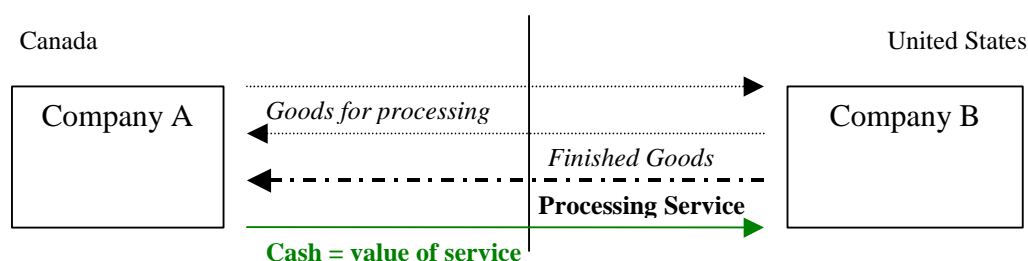 Canada
United States
Company A
Goods for processing
Company B
Finished Goods
Processing Service
Cash = value of service